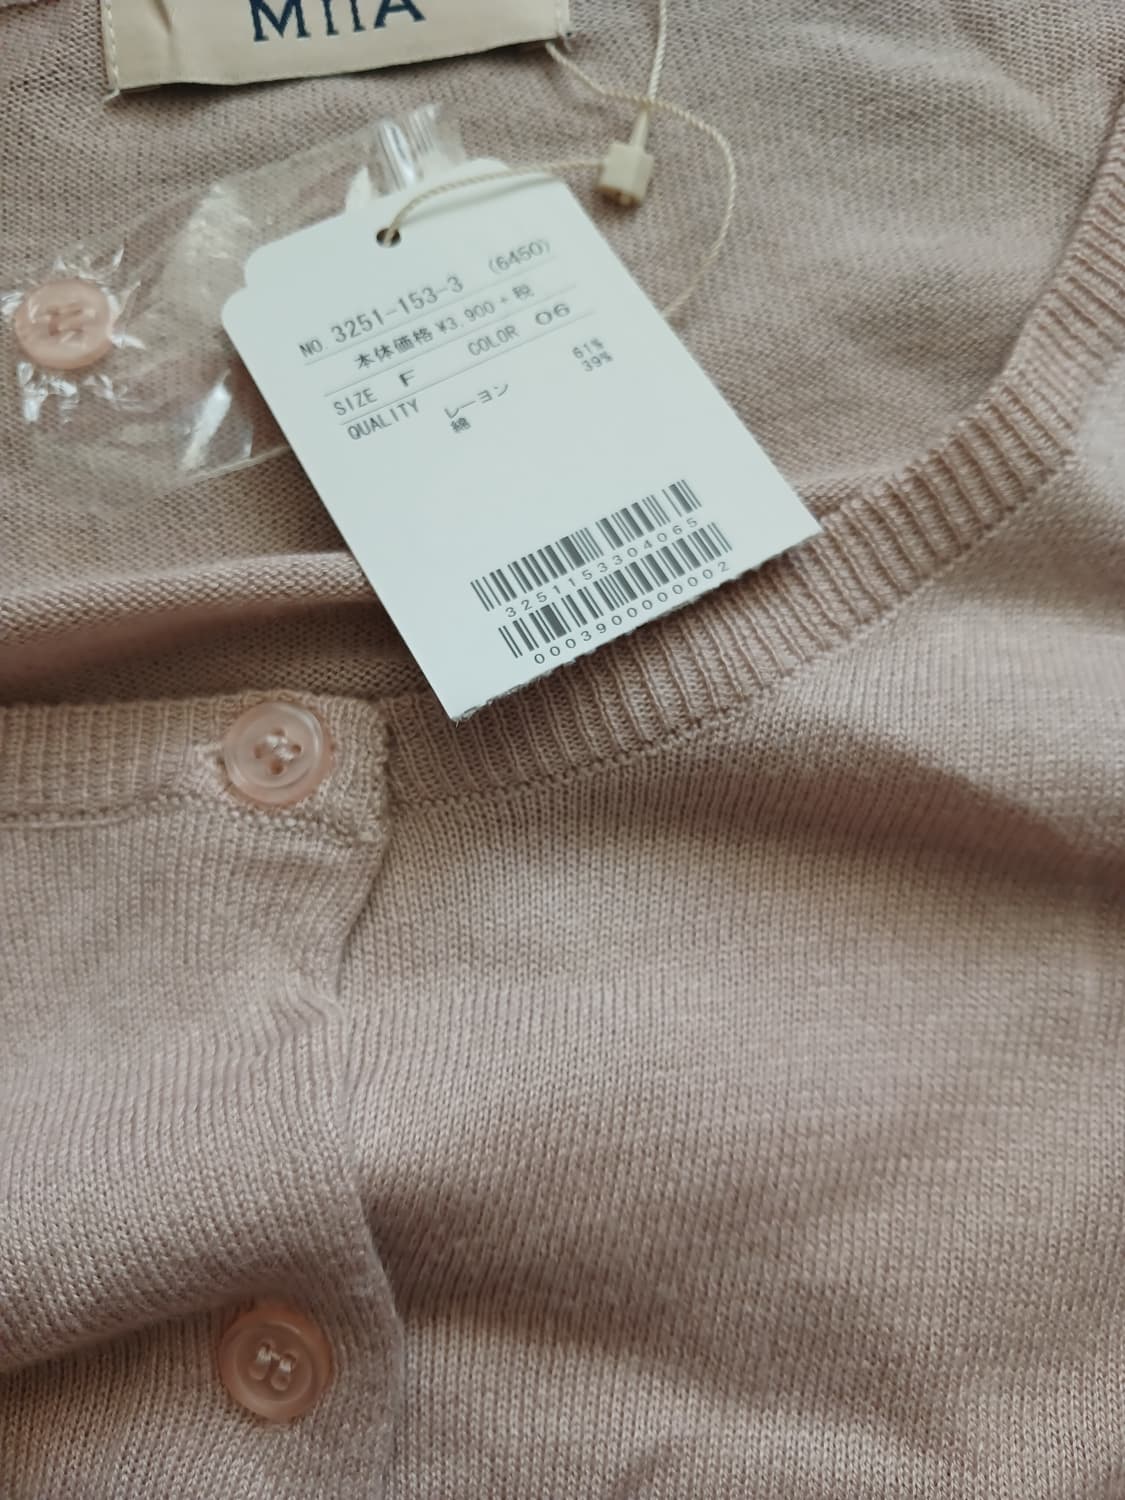 MIIA
NO. 3251-153-3 (6450)
本体価格 ¥3,900+税
SIZE F COLOR 06
QUALITY レーヨン 61%
綿 39%
3251153304065
0003900000002